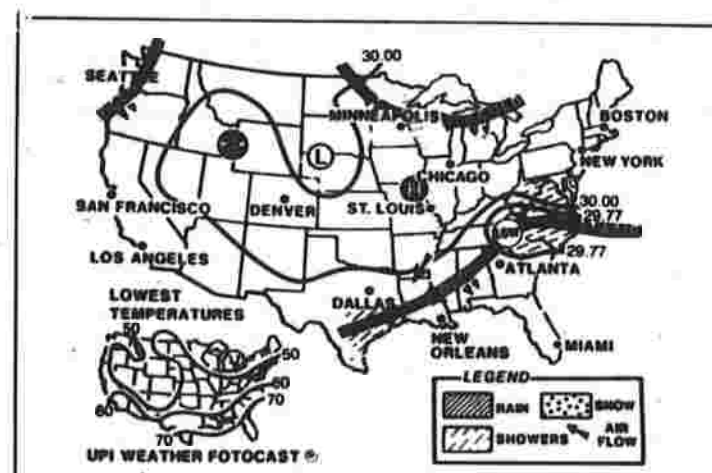 30.00
SEATTLE
MINNEAPOLIS
BOSTON
NEW YORK
CHICAGO
30.00
29.77
SAN FRANCISCO
DENVER
ST. LOUIS
L
H
LOW
29.77
LOS ANGELES
ATLANTA
LOWEST
TEMPERATURES
50
DALLAS
NEW
ORLEANS
MIAMI
50
60
70
60
70
LEGEND
RAIN
SNOW
SHOWERS
AIR
FLOW
UPI WEATHER FOTOCAST ®